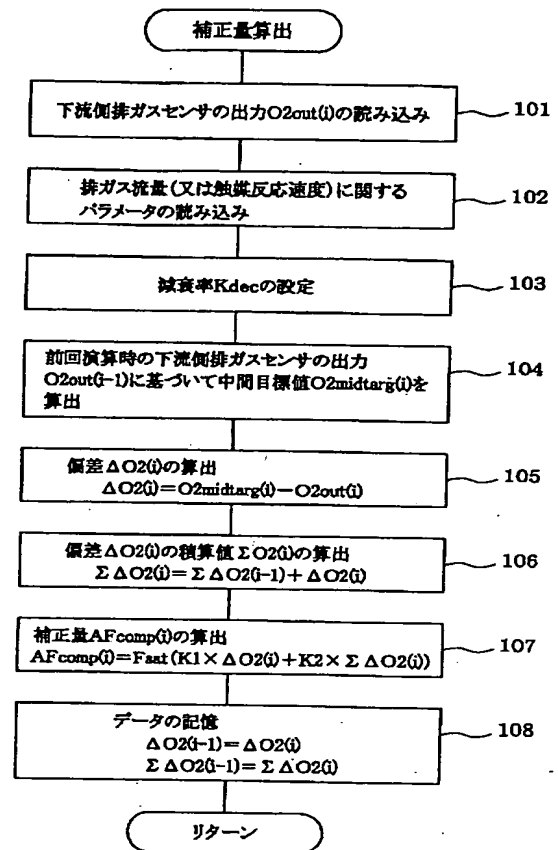 補正量算出
下流側排ガスセンサの出力O2out(i)の読み込み
101
排ガス流量(又は触媒反応速度)に関する
パラメータの読み込み
102
減衰率Kdecの設定
103
前回演算時の下流側排ガスセンサの出力
O2out(i-1)に基づいて中間目標値O2midtarg(i)を
算出
104
偏差ΔO2(i)の算出
ΔO2(i)=O2midtarg(i)-O2out(i)
105
偏差ΔO2(i)の積算値ΣO2(i)の算出
ΣΔO2(i)=ΣΔO2(i-1)+ΔO2(i)
106
補正量AFcomp(i)の算出
AFcomp(i)=Fsat(K1×ΔO2(i)+K2×ΣΔO2(i))
107
データの記憶
ΔO2(i-1)=ΔO2(i)
ΣΔO2(i-1)=ΣΔO2(i)
108
リターン